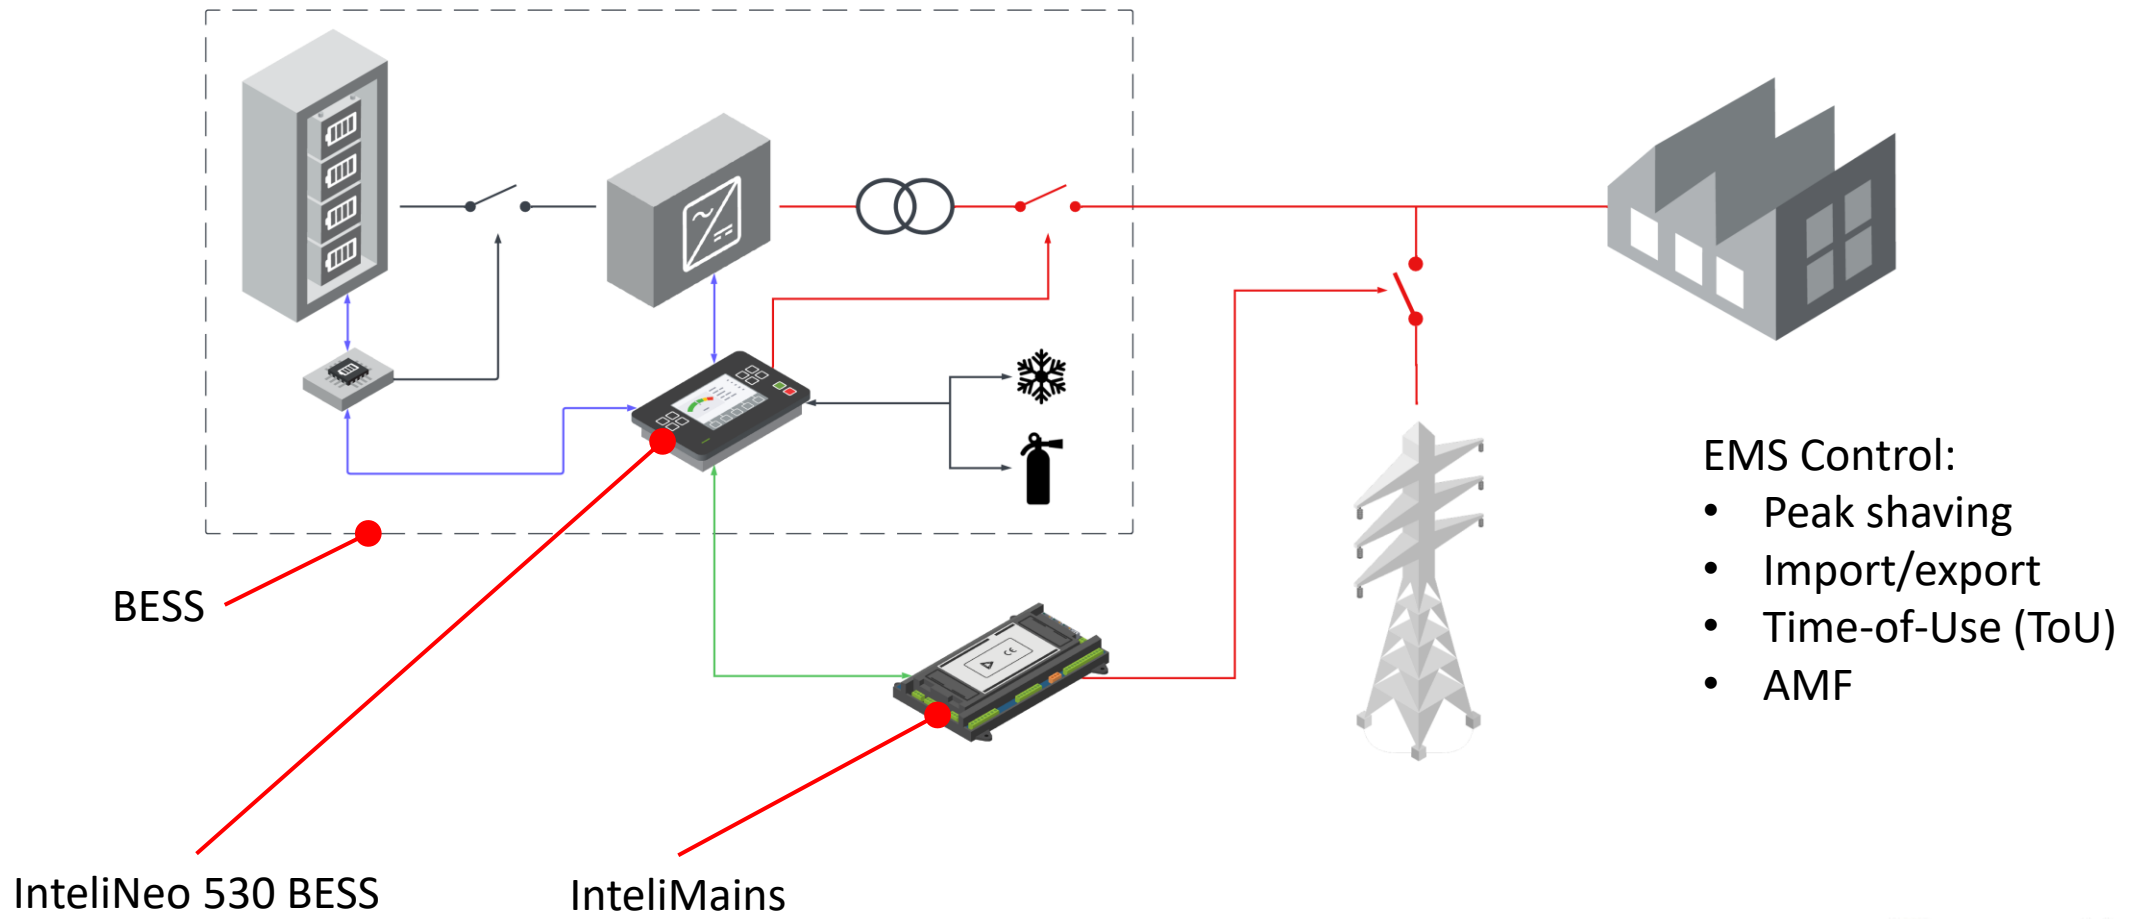 EMS Control:
• Peak shaving
• Import/export
• Time-of-Use (ToU)
• AMF
BESS
InteliNeo 530 BESS
InteliMains